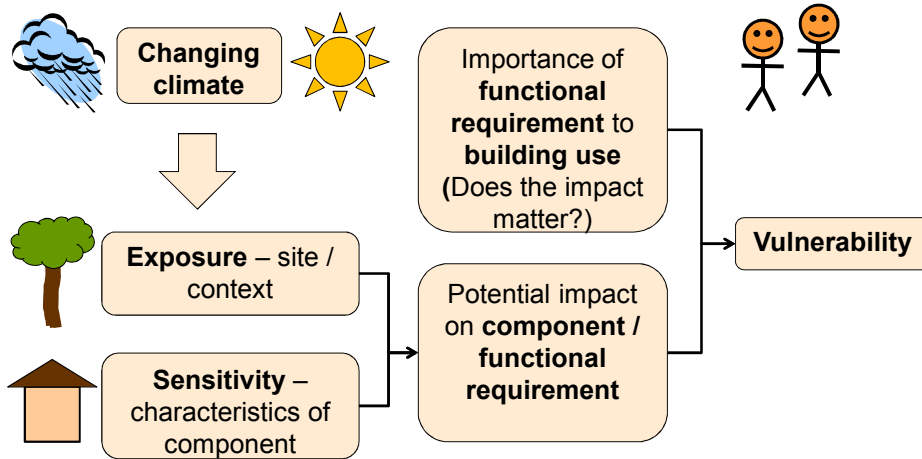 Changing
climate
Importance of
functional
requirement to
building use
(Does the impact
matter?)
Exposure – site /
context
Vulnerability
Potential impact
on component /
functional
requirement
Sensitivity –
characteristics of
component